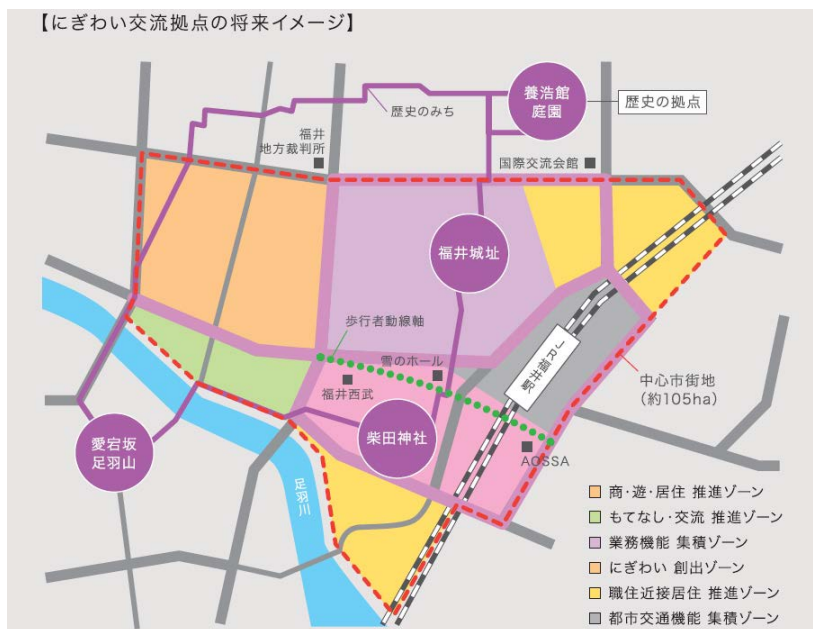 【にぎわい交流拠点の将来イメージ】
養浩館
庭園
歴史の拠点
歴史のみち
福井
地方裁判所
国際交流会館
福井城址
歩行者動線軸
雪のホール
JR福井駅
福井西武
中心市街地
(約105ha)
柴田神社
愛宕坂
足羽山
AOSSA
足羽川
商・遊・居住 推進ゾーン
もてなし・交流 推進ゾーン
業務機能 集積ゾーン
にぎわい 創出ゾーン
職住近接居住 推進ゾーン
都市交通機能 集積ゾーン